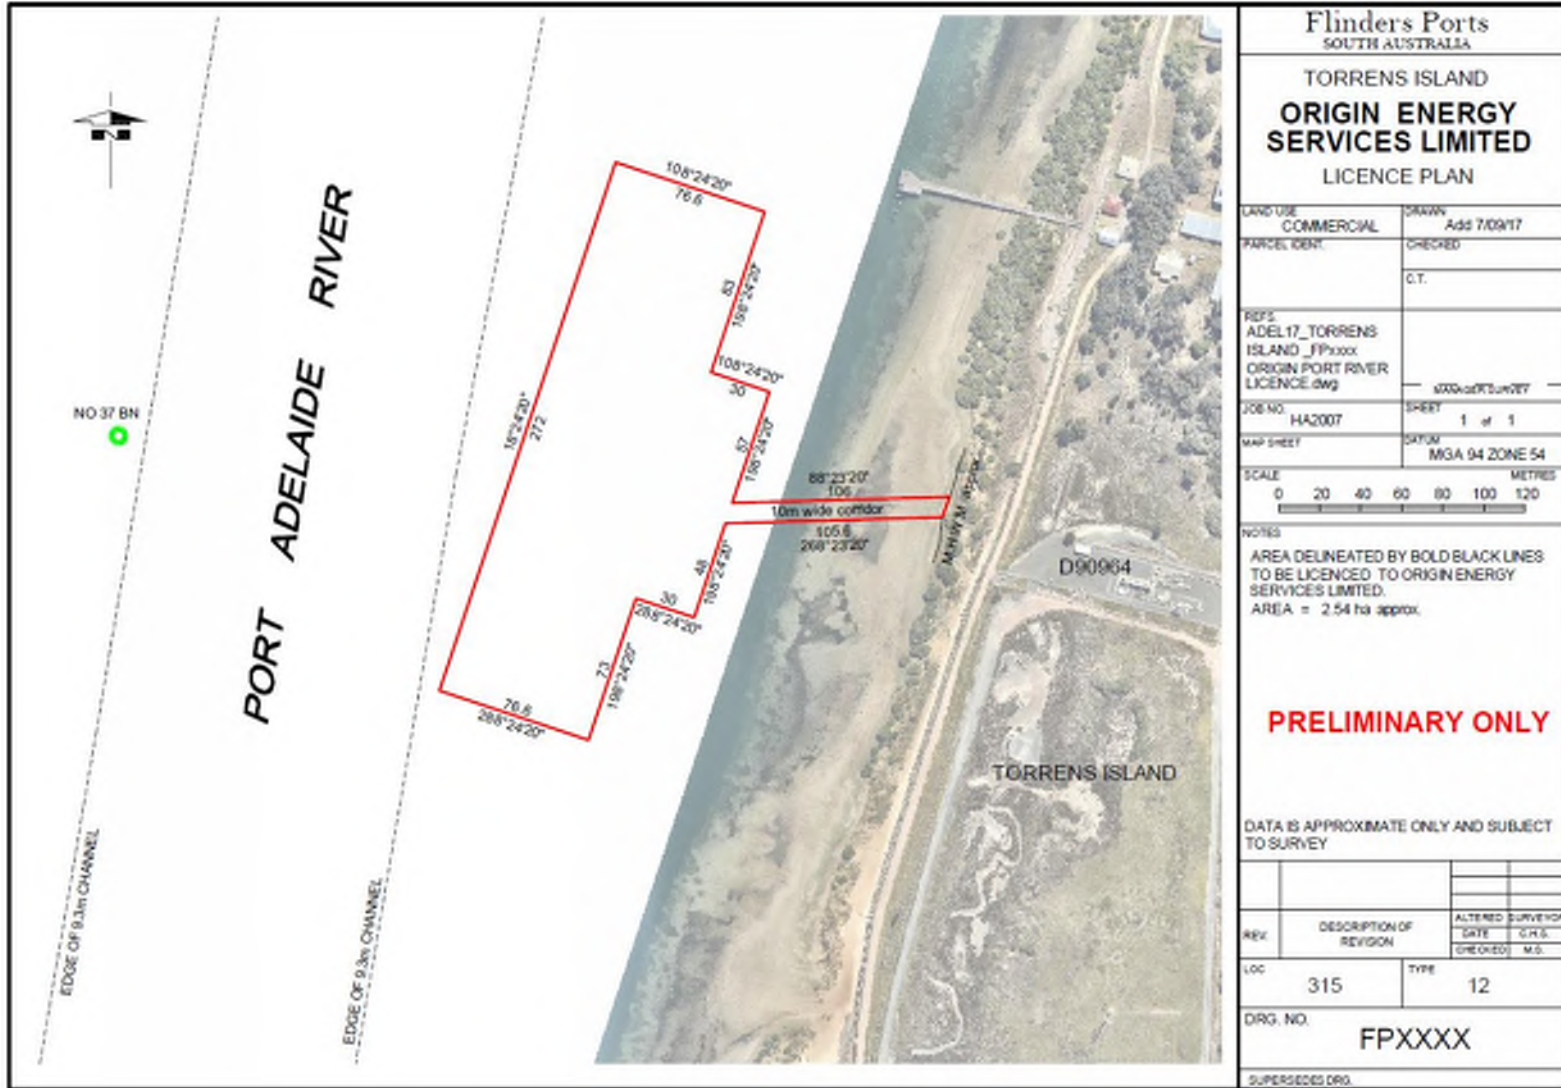 N
PORT ADELAIDE RIVER
NO 37 BN
EDGE OF 9.3m CHANNEL
EDGE OF 9.3m CHANNEL
108°24'20"
76.6
83
198°24'20"
108°24'20"
30
57
198°24'20"
18°24'20"
272
88°23'20"
106
10m wide corridor
105.6
268°23'20"
M.H.W.M. approx.
48
198°24'20"
30
288°24'20"
73
198°24'20"
76.6
288°24'20"
D90964
TORRENS ISLAND
Flinders Ports
SOUTH AUSTRALIA
TORRENS ISLAND
ORIGIN ENERGY
SERVICES LIMITED
LICENCE PLAN
LAND USE
COMMERCIAL
DRAWN
Add 7/09/17
PARCEL IDENT.
CHECKED
C.T.
REFS.
ADEL17_TORRENS
ISLAND _FPxxxx
ORIGIN PORT RIVER
LICENCE.dwg
MANAGER SURVEY
JOB NO.
HA2007
SHEET
1 of 1
MAP SHEET
DATUM
MGA 94 ZONE 54
SCALE
METRES
0 20 40 60 80 100 120
NOTES
AREA DELINEATED BY BOLD BLACK LINES
TO BE LICENCED TO ORIGIN ENERGY
SERVICES LIMITED.
AREA = 2.54 ha approx.
PRELIMINARY ONLY
DATA IS APPROXIMATE ONLY AND SUBJECT
TO SURVEY
REV.
DESCRIPTION OF
REVISION
ALTERED
SURVEYOR
DATE
C.H.G.
CHECKED
M.G.
LOC
315
TYPE
12
DRG. NO.
FPXXXX
SUPERSEDES DRG.